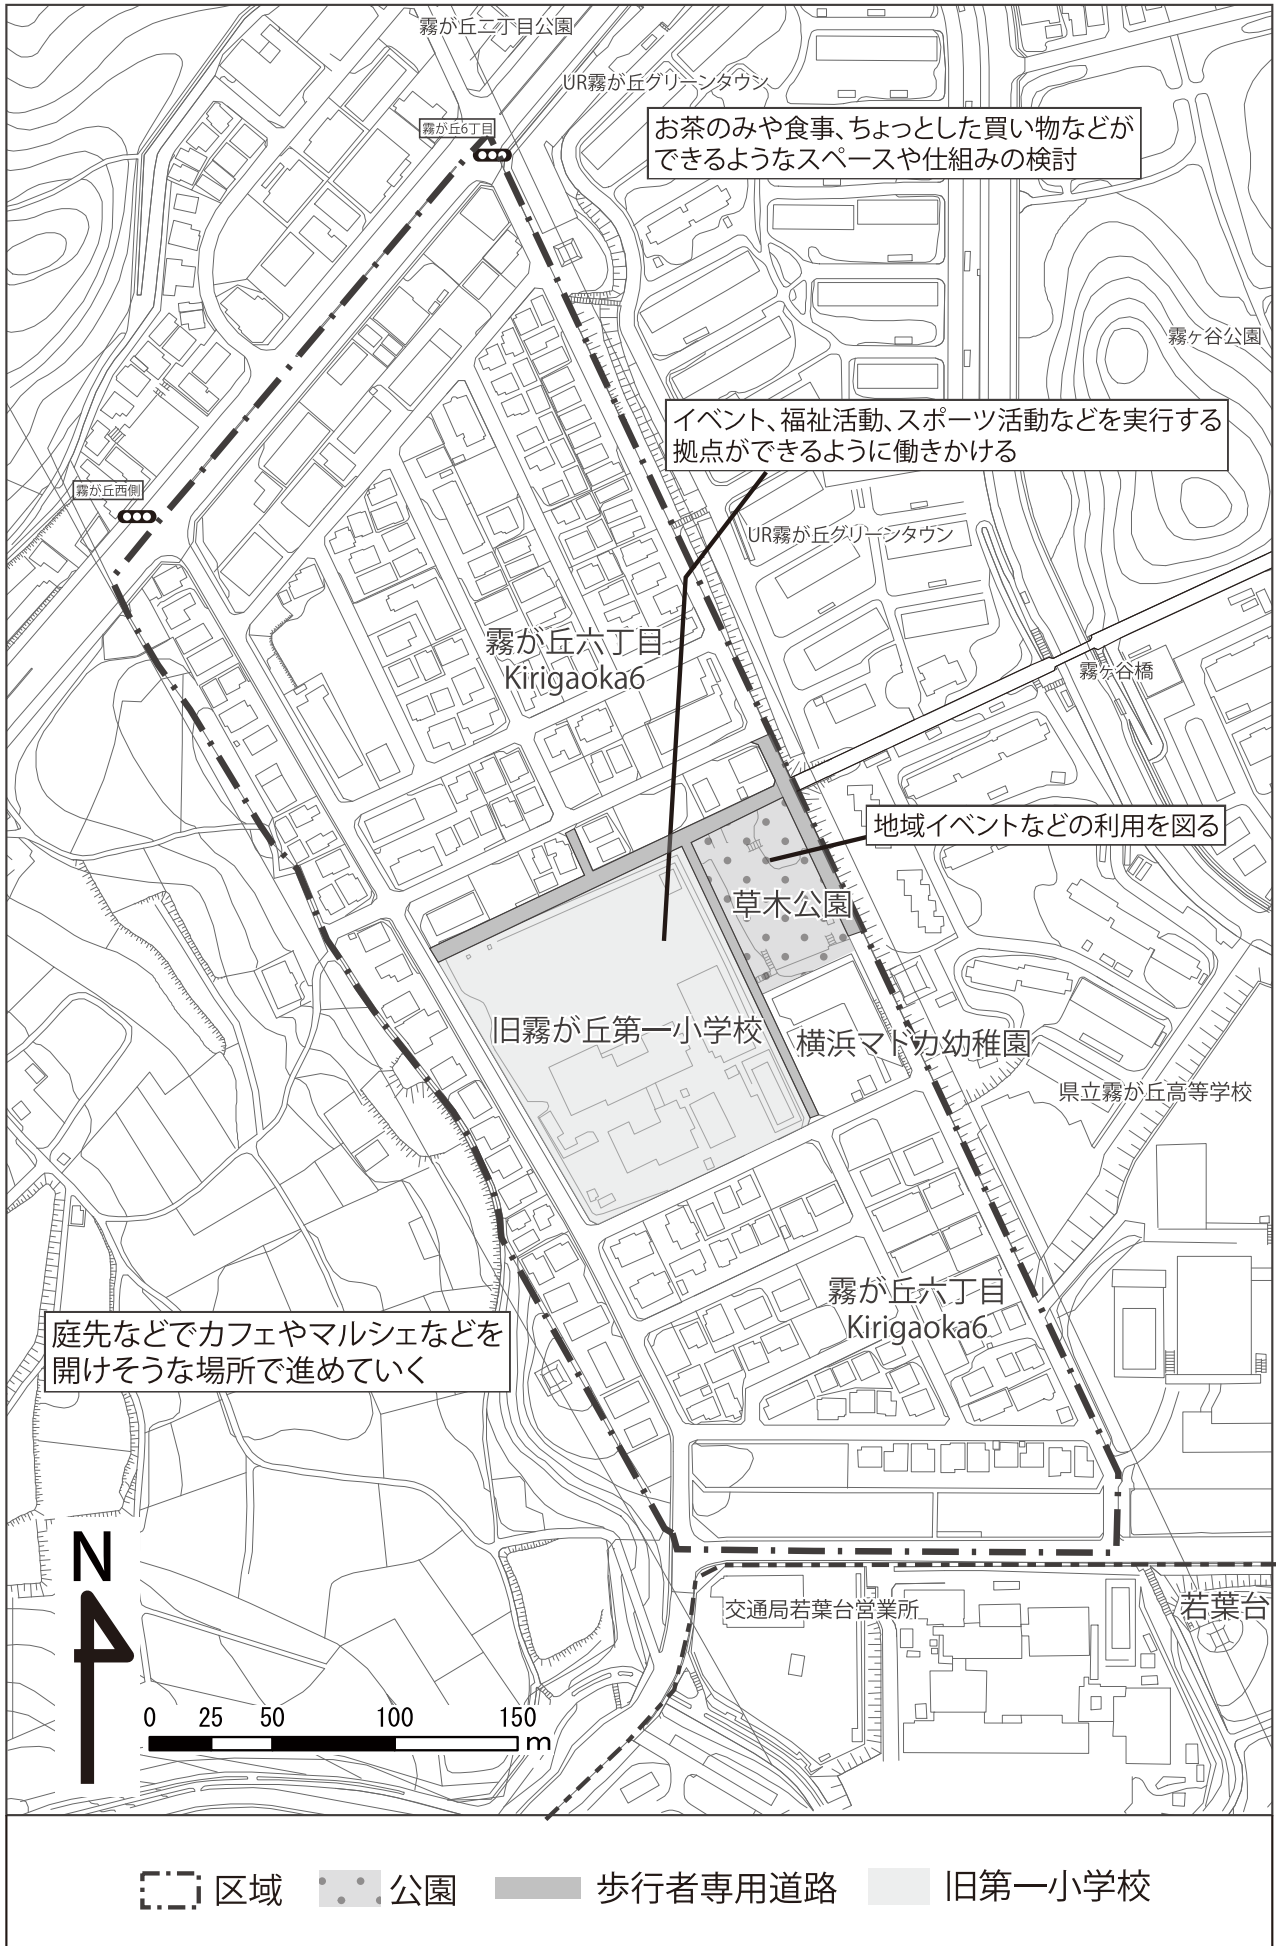 霧が丘二丁目公園
UR霧が丘グリーンタウン
霧が丘6丁目
お茶のみや食事、ちょっとした買い物などが
できるようなスペースや仕組みの検討
霧ヶ谷公園
イベント、福祉活動、スポーツ活動などを実行する
拠点ができるように働きかける
霧が丘西側
UR霧が丘グリーンタウン
霧が丘六丁目
Kirigaoka6
霧ヶ谷橋
地域イベントなどの利用を図る
草木公園
旧霧が丘第一小学校
横浜マドカ幼稚園
県立霧が丘高等学校
霧が丘六丁目
Kirigaoka6
庭先などでカフェやマルシェなどを
開けそうな場所で進めていく
N
交通局若葉台営業所
若葉台
0 25 50 100 150
m
区域 公園 歩行者専用道路 旧第一小学校